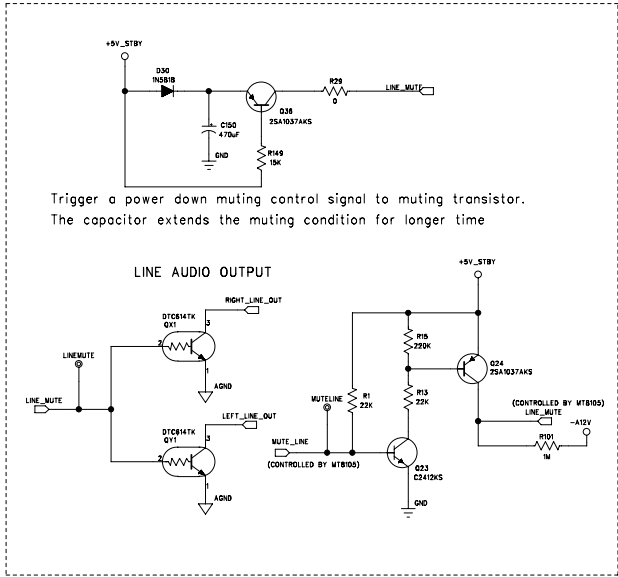 +5V_STBY
D30
1N5818
R29
0
LINE_MUTE
Q36
2SA1037AKS
C150
470uF
GND
R149
15K
Trigger a power down muting control signal to muting transistor.
The capacitor extends the muting condition for longer time
LINE AUDIO OUTPUT
+5V_STBY
RIGHT_LINE_OUT
DTC614TK
QX1
3
2
1
AGND
LINEMUTE
LINE_MUTE
LEFT_LINE_OUT
DTC614TK
QY1
3
2
1
AGND
R15
220K
Q24
2SA1037AKS
MUTELINE
R1
22K
R13
22K
(CONTROLLED BY MT8105)
LINE_MUTE
-A12V
R101
1M
MUTE_LINE
(CONTROLLED BY MT8105)
Q23
C2412KS
GND